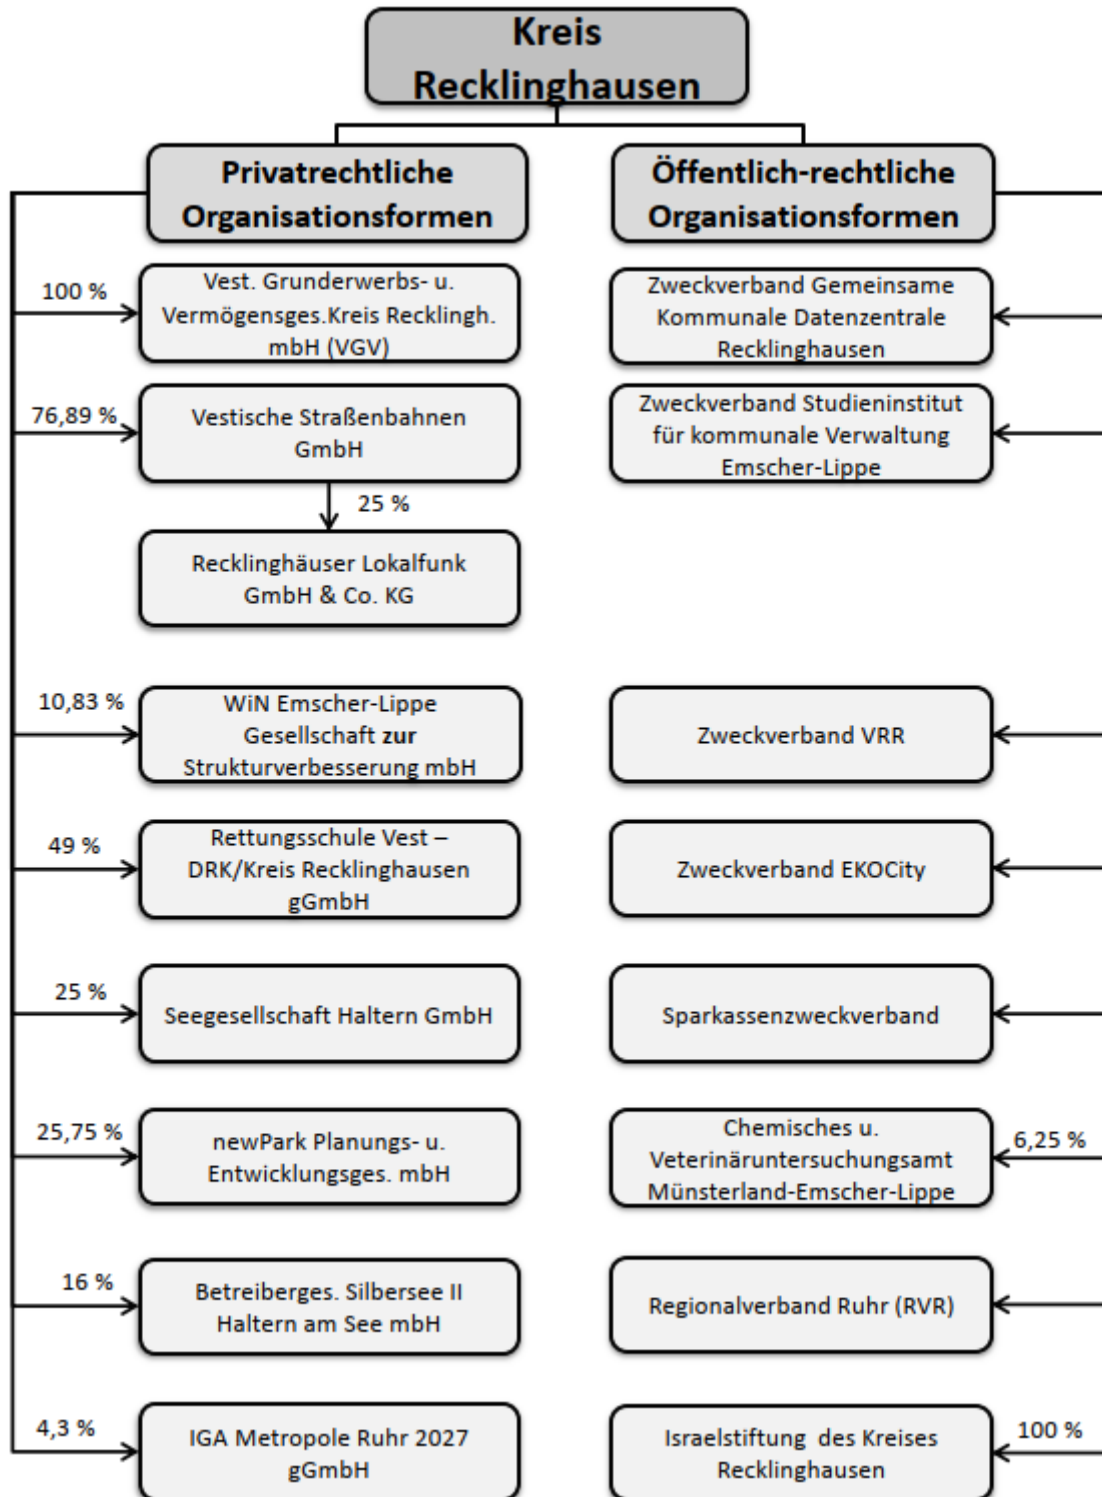 Kreis
Recklinghausen
Privatrechtliche
Organisationsformen
Öffentlich-rechtliche
Organisationsformen
100 %
Vest. Grunderwerbs- u.
Vermögensges.Kreis Recklingh.
mbH (VGV)
Zweckverband Gemeinsame
Kommunale Datenzentrale
Recklinghausen
76,89 %
Vestische Straßenbahnen
GmbH
Zweckverband Studieninstitut
für kommunale Verwaltung
Emscher-Lippe
25 %
Recklinghäuser Lokalfunk
GmbH & Co. KG
10,83 %
WiN Emscher-Lippe
Gesellschaft zur
Strukturverbesserung mbH
Zweckverband VRR
49 %
Rettungsschule Vest –
DRK/Kreis Recklinghausen
gGmbH
Zweckverband EKOCity
25 %
Seegesellschaft Haltern GmbH
Sparkassenzweckverband
25,75 %
newPark Planungs- u.
Entwicklungsges. mbH
Chemisches u.
Veterinäruntersuchungsamt
Münsterland-Emscher-Lippe
6,25 %
16 %
Betreiberges. Silbersee II
Haltern am See mbH
Regionalverband Ruhr (RVR)
4,3 %
IGA Metropole Ruhr 2027
gGmbH
Israelstiftung des Kreises
Recklinghausen
100 %